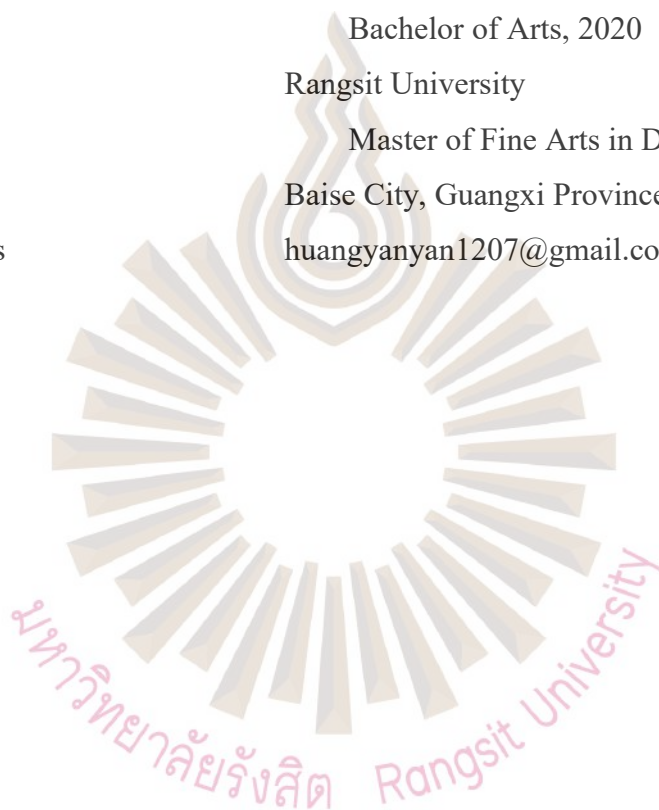 Bachelor of Arts, 2020
Rangsit University
Master of Fine Arts in D
Baise City, Guangxi Province
s huangyanyan1207@gmail.co
มหาวิทยาลัยรังสิต Rangsit University